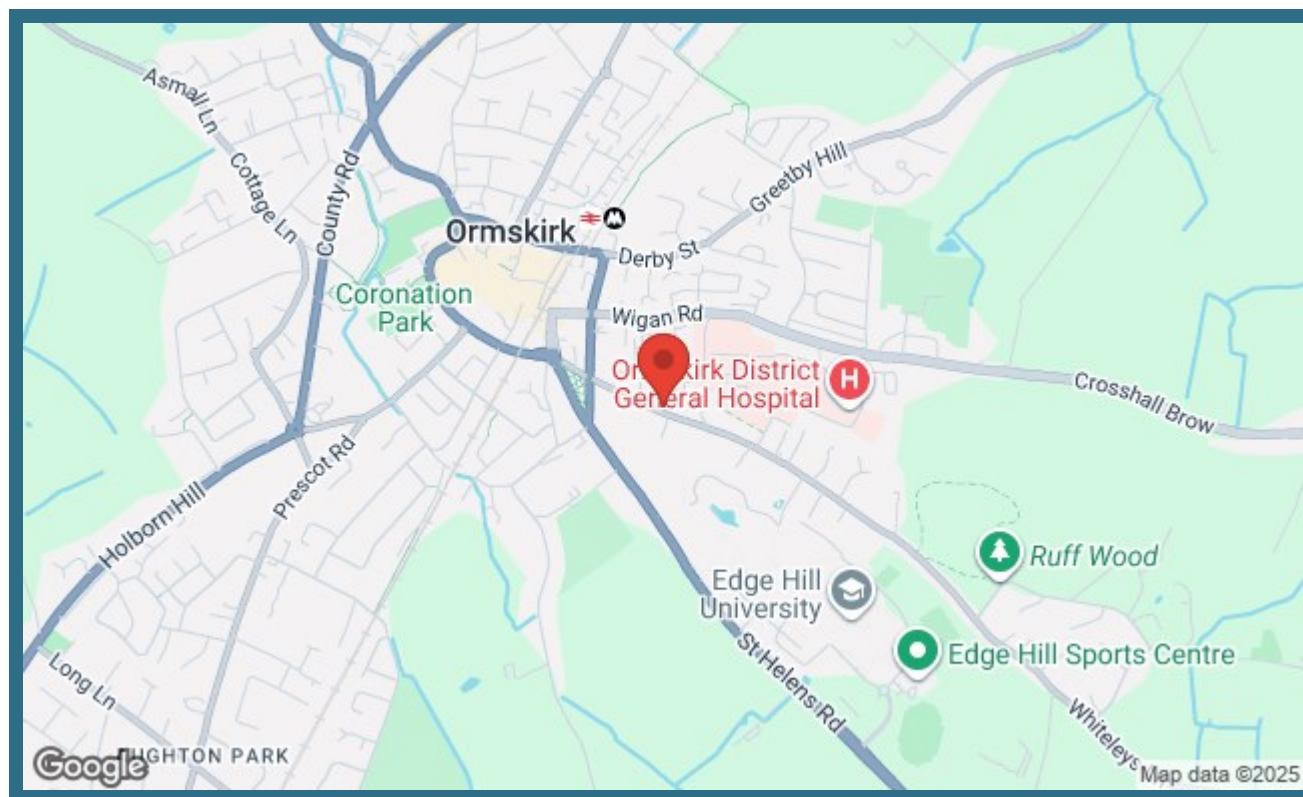 Asmall Ln
Cottage Ln
County Rd
Greetby Hill
Ormskirk
Derby St
Coronation
Park
Wigan Rd
District
General Hospital
H
Crosshall Brow
Prescot Rd
Holborn Hill
Ruff Wood
Edge Hill
University
Edge Hill Sports Centre
St Helens Rd
Long Ln
Whiteleys
Google
PARK
Map data ©2025